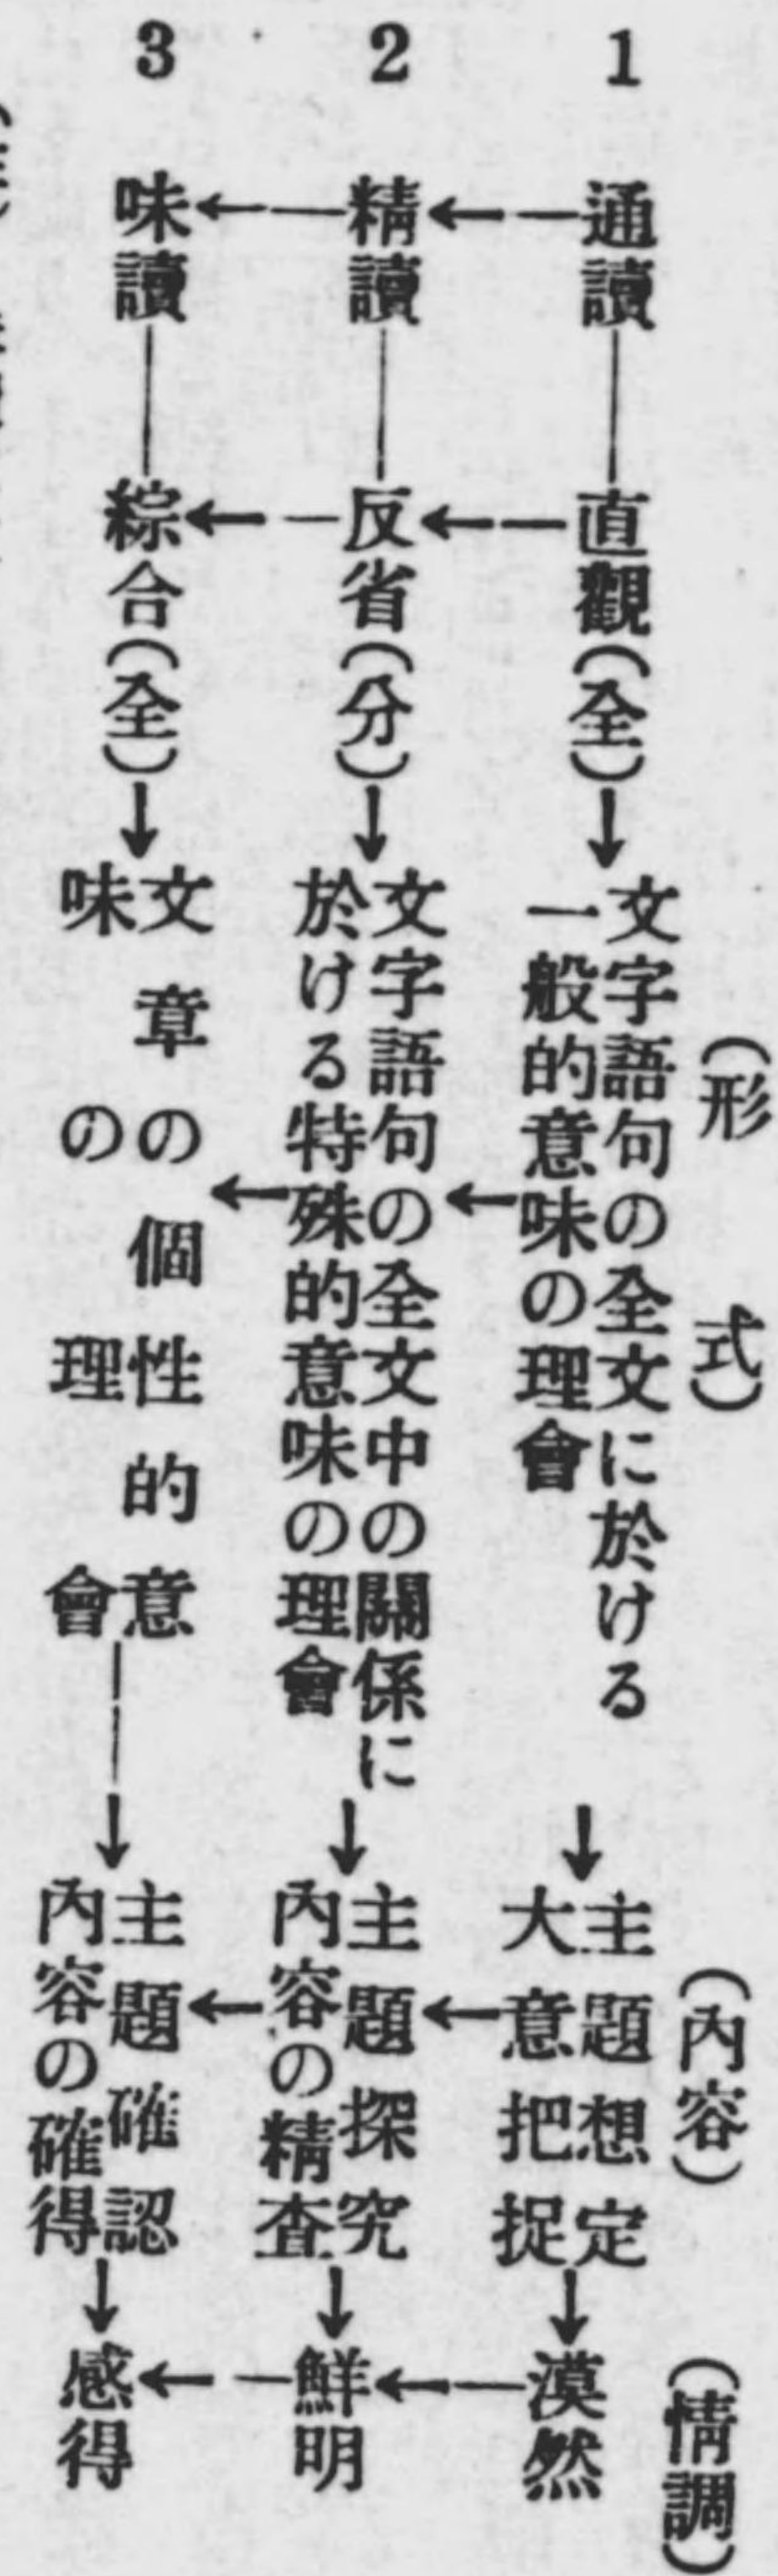 (形式)
(內容)
(情調)
1 通讀―直觀(全)→文字語句の全文に於ける
一般的意味の理會→主題想定
大意把捉→漠然
2 精讀―反省(分)→文字語句の全文中の關係に
於ける特殊的意味の理會→主題探究
內容の精査→鮮明
3 味讀―綜合(全)→文章の個性的意
味の理會→主題確認
內容の確得→感得